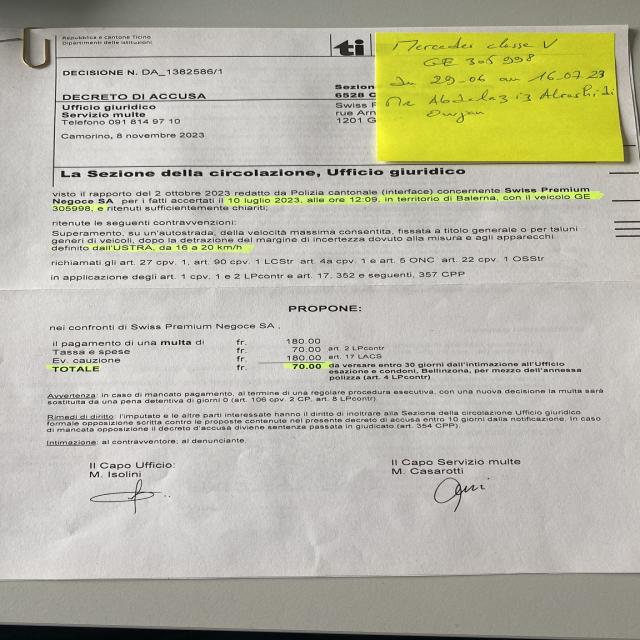 Repubblica e cantone Ticino
Dipartimento delle istituzioni
ti
DECISIONE N. DA_1382586/1
DECRETO DI ACCUSA
Ufficio giuridico
Servizio multe
Telefono 091 814 97 10
Camorino, 8 novembre 2023
Sezion
6528 C
Swiss P
rue Arn
1201 G
Mercedes classe V
GE 305 998
Du 29-06 au 16.07.23
Mr Abdelaziz
La Sezione della circolazione, Ufficio giuridico
visto il rapporto del 2 ottobre 2023 redatto da Polizia cantonale (interface) concernente Swiss Premium
Negoce SA per i fatti accertati il 10 luglio 2023, alle ore 12:09, in territorio di Balerna, con il veicolo GE
305998, e ritenuti sufficientemente chiariti;
ritenute le seguenti contravvenzioni:
Superamento, su un'autostrada, della velocità massima consentita, fissata a titolo generale o per taluni
generi di veicoli, dopo la detrazione del margine di incertezza dovuto alla misura e agli apparecchi
definito dall'USTRA, da 16 a 20 km/h
richiamati gli art. 27 cpv. 1, art. 90 cpv. 1 LCStr art. 4a cpv. 1 e art. 5 ONC art. 22 cpv. 1 OSStr
in applicazione degli art. 1 cpv. 1 e 2 LPcontr e art. 17, 352 e seguenti, 357 CPP
PROPONE:
nei confronti di Swiss Premium Negoce SA ,
il pagamento di una multa di fr. 180.00
Tassa e spese fr. 70.00 art. 2 LPcontr
Ev. cauzione fr. 180.00 art. 17 LACS
TOTALE fr. 70.00 da versare entro 30 giorni dall'intimazione all'Ufficio
esazione e condoni, Bellinzona, per mezzo dell'annessa
polizza (art. 4 LPcontr)
Avvertenza: in caso di mancato pagamento, al termine di una regolare procedura esecutiva, con una nuova decisione la multa sarà
sostituita da una pena detentiva di giorni 0 (art. 106 cpv. 2 CP, art. 8 LPcontr).
Rimedi di diritto: l'imputato e le altre parti interessate hanno il diritto di inoltrare alla Sezione della circolazione Ufficio giuridico
formale opposizione scritta contro le proposte contenute nel presente decreto di accusa entro 10 giorni dalla notificazione. In caso
di mancata opposizione il decreto d'accusa diviene sentenza passata in giudicato (art. 354 CPP).
Intimazione: al contravventore; al denunciante.
Il Capo Ufficio:
M. Isolini
Il Capo Servizio multe
M. Casarotti